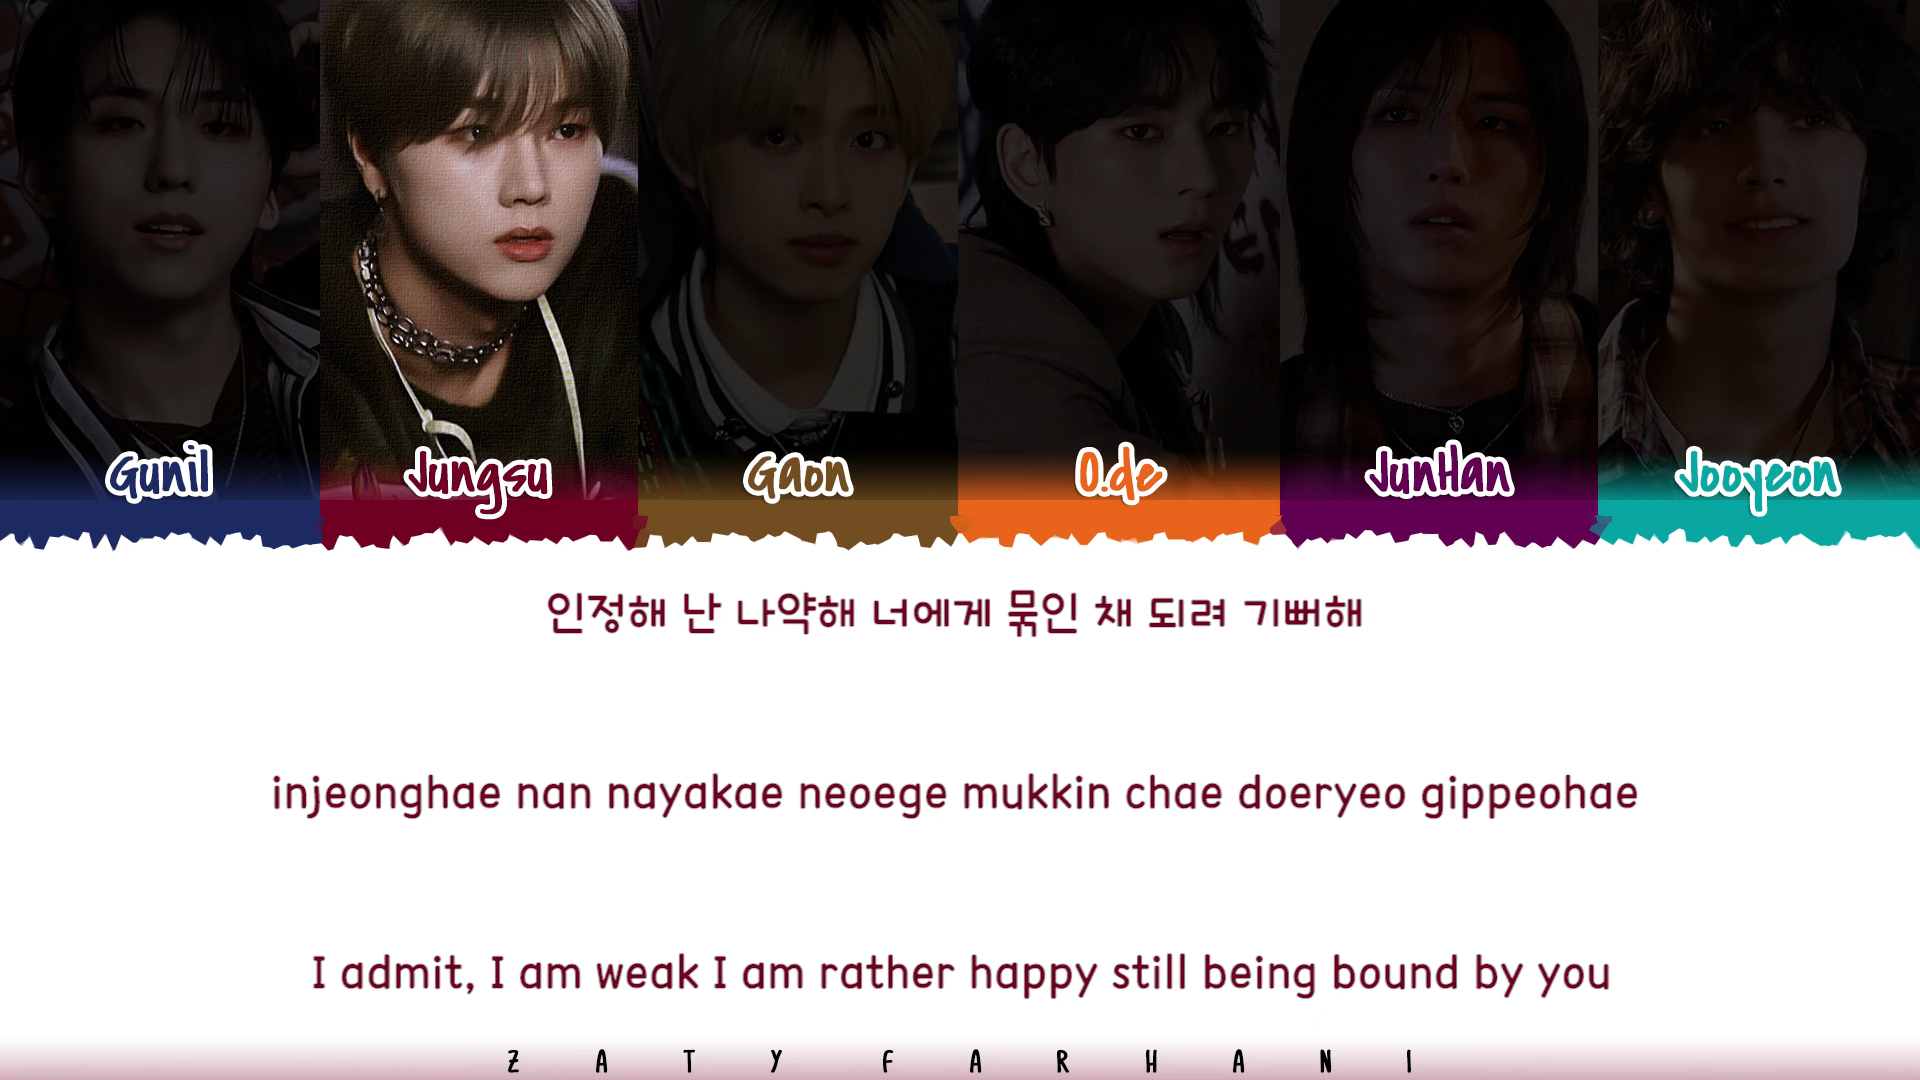 Gunil Jungsu Gaon O.de JunHan Jooyeon
인정해 난 나약해 너에게 묶인 채 되려 기뻐해
injeonghae nan nayakae neoege mukkin chae doeryeo gippeohae
I admit, I am weak I am rather happy still being bound by you
ZATY FARHANI